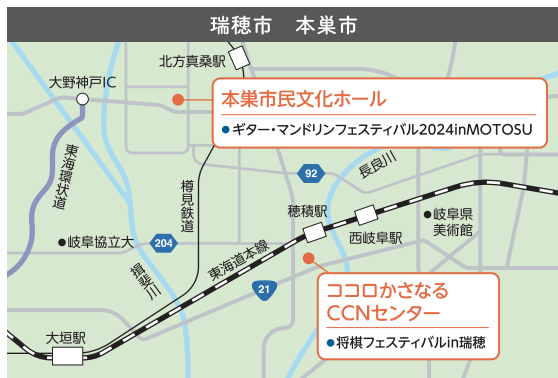 瑞穂市　本巣市
北方真桑駅
大野神戸IC
本巣市民文化ホール
●ギター・マンドリンフェスティバル2024inMOTOSU
東海環状道
樽見鉄道
92
長良川
穂積駅
西岐阜駅
●岐阜県
美術館
●岐阜協立大
204
揖斐川
東海道本線
21
ココロかさなる
CCNセンター
●将棋フェスティバルin瑞穂
大垣駅